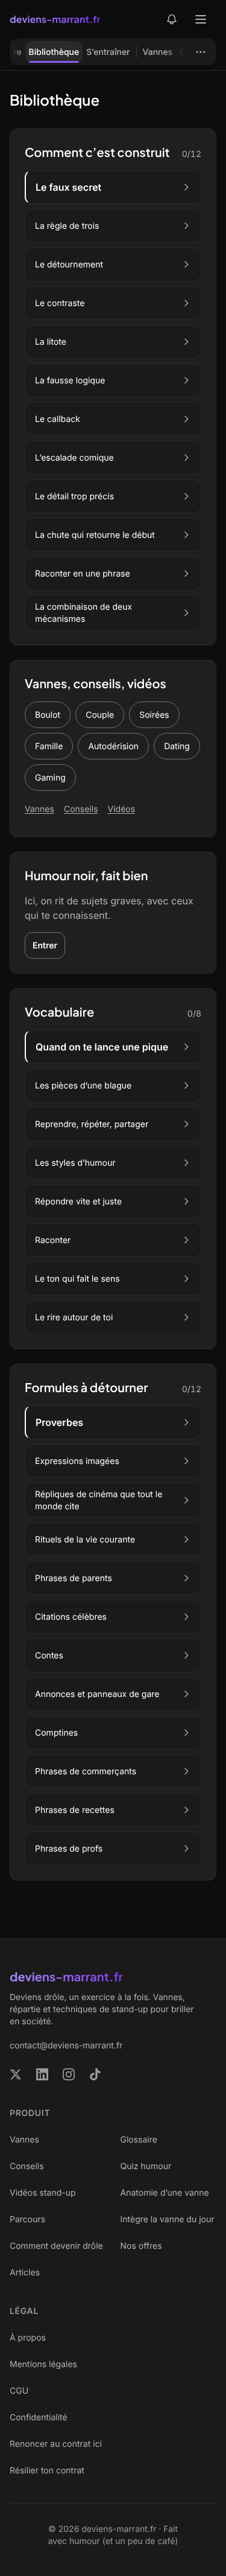 deviens-marrant.fr
re Bibliothèque S’entraîner Vannes
Bibliothèque
Comment c’est construit 0/12
Le faux secret
La règle de trois
Le détournement
Le contraste
La litote
La fausse logique
Le callback
L’escalade comique
Le détail trop précis
La chute qui retourne le début
Raconter en une phrase
La combinaison de deux
mécanismes
Vannes, conseils, vidéos
Boulot Couple Soirées
Famille Autodérision Dating
Gaming
Vannes Conseils Vidéos
Humour noir, fait bien
Ici, on rit de sujets graves, avec ceux
qui te connaissent.
Entrer
Vocabulaire 0/8
Quand on te lance une pique
Les pièces d’une blague
Reprendre, répéter, partager
Les styles d’humour
Répondre vite et juste
Raconter
Le ton qui fait le sens
Le rire autour de toi
Formules à détourner 0/12
Proverbes
Expressions imagées
Répliques de cinéma que tout le
monde cite
Rituels de la vie courante
Phrases de parents
Citations célèbres
Contes
Annonces et panneaux de gare
Comptines
Phrases de commerçants
Phrases de recettes
Phrases de profs
deviens-marrant.fr
Deviens drôle, un exercice à la fois. Vannes,
répartie et techniques de stand-up pour briller
en société.
contact@deviens-marrant.fr
PRODUIT
Vannes Glossaire
Conseils Quiz humour
Vidéos stand-up Anatomie d’une vanne
Parcours Intègre la vanne du jour
Comment devenir drôle Nos offres
Articles
LÉGAL
À propos
Mentions légales
CGU
Confidentialité
Renoncer au contrat ici
Résilier ton contrat
© 2026 deviens-marrant.fr · Fait
avec humour (et un peu de café)